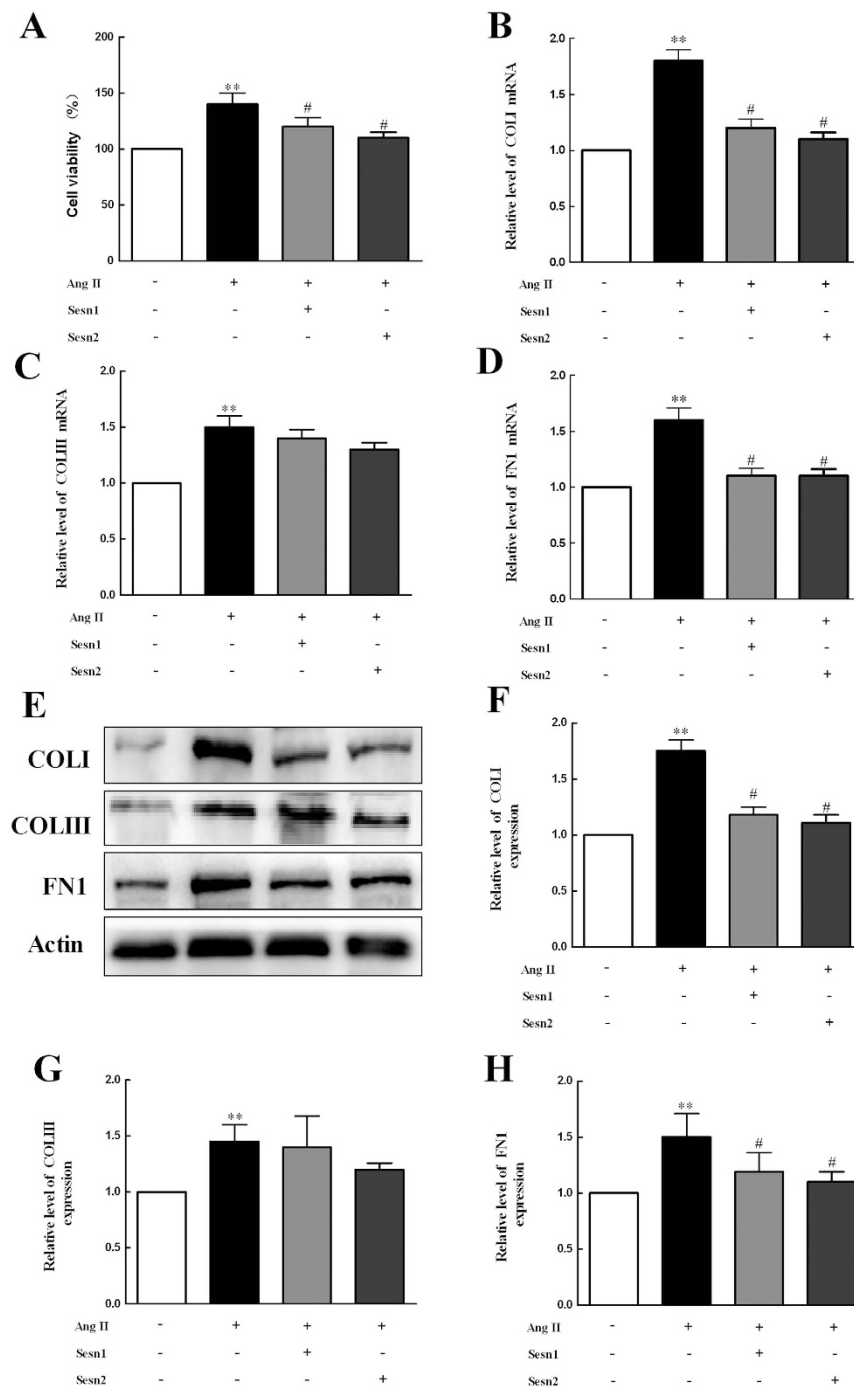 A
B
200
150
100
50
0
Cell viability (%)
**
#
#
Ang II - + + +
Sesn1 - - + -
Sesn2 - - - +
2.0
1.5
1.0
0.5
0.0
Relative level of COLI mRNA
**
#
#
Ang II - + + +
Sesn1 - - + -
Sesn2 - - - +
C
D
2.0
1.5
1.0
0.5
0.0
Relative level of COLIII mRNA
**
Ang II - + + +
Sesn1 - - + -
Sesn2 - - - +
2.0
1.5
1.0
0.5
0.0
Relative level of FN1 mRNA
**
#
#
Ang II - + + +
Sesn1 - - + -
Sesn2 - - - +
E
COLI
COLIII
FN1
Actin
F
2.0
1.5
1.0
0.5
0.0
Relative level of COLI
expression
**
#
#
Ang II - + + +
Sesn1 - - + -
Sesn2 - - - +
G
2.0
1.5
1.0
0.5
0.0
Relative level of COLIII
expression
**
Ang II - + + +
Sesn1 - - + -
Sesn2 - - - +
H
2.0
1.5
1.0
0.5
0.0
Relative level of FN1
expression
**
#
#
Ang II - + + +
Sesn1 - - + -
Sesn2 - - - +